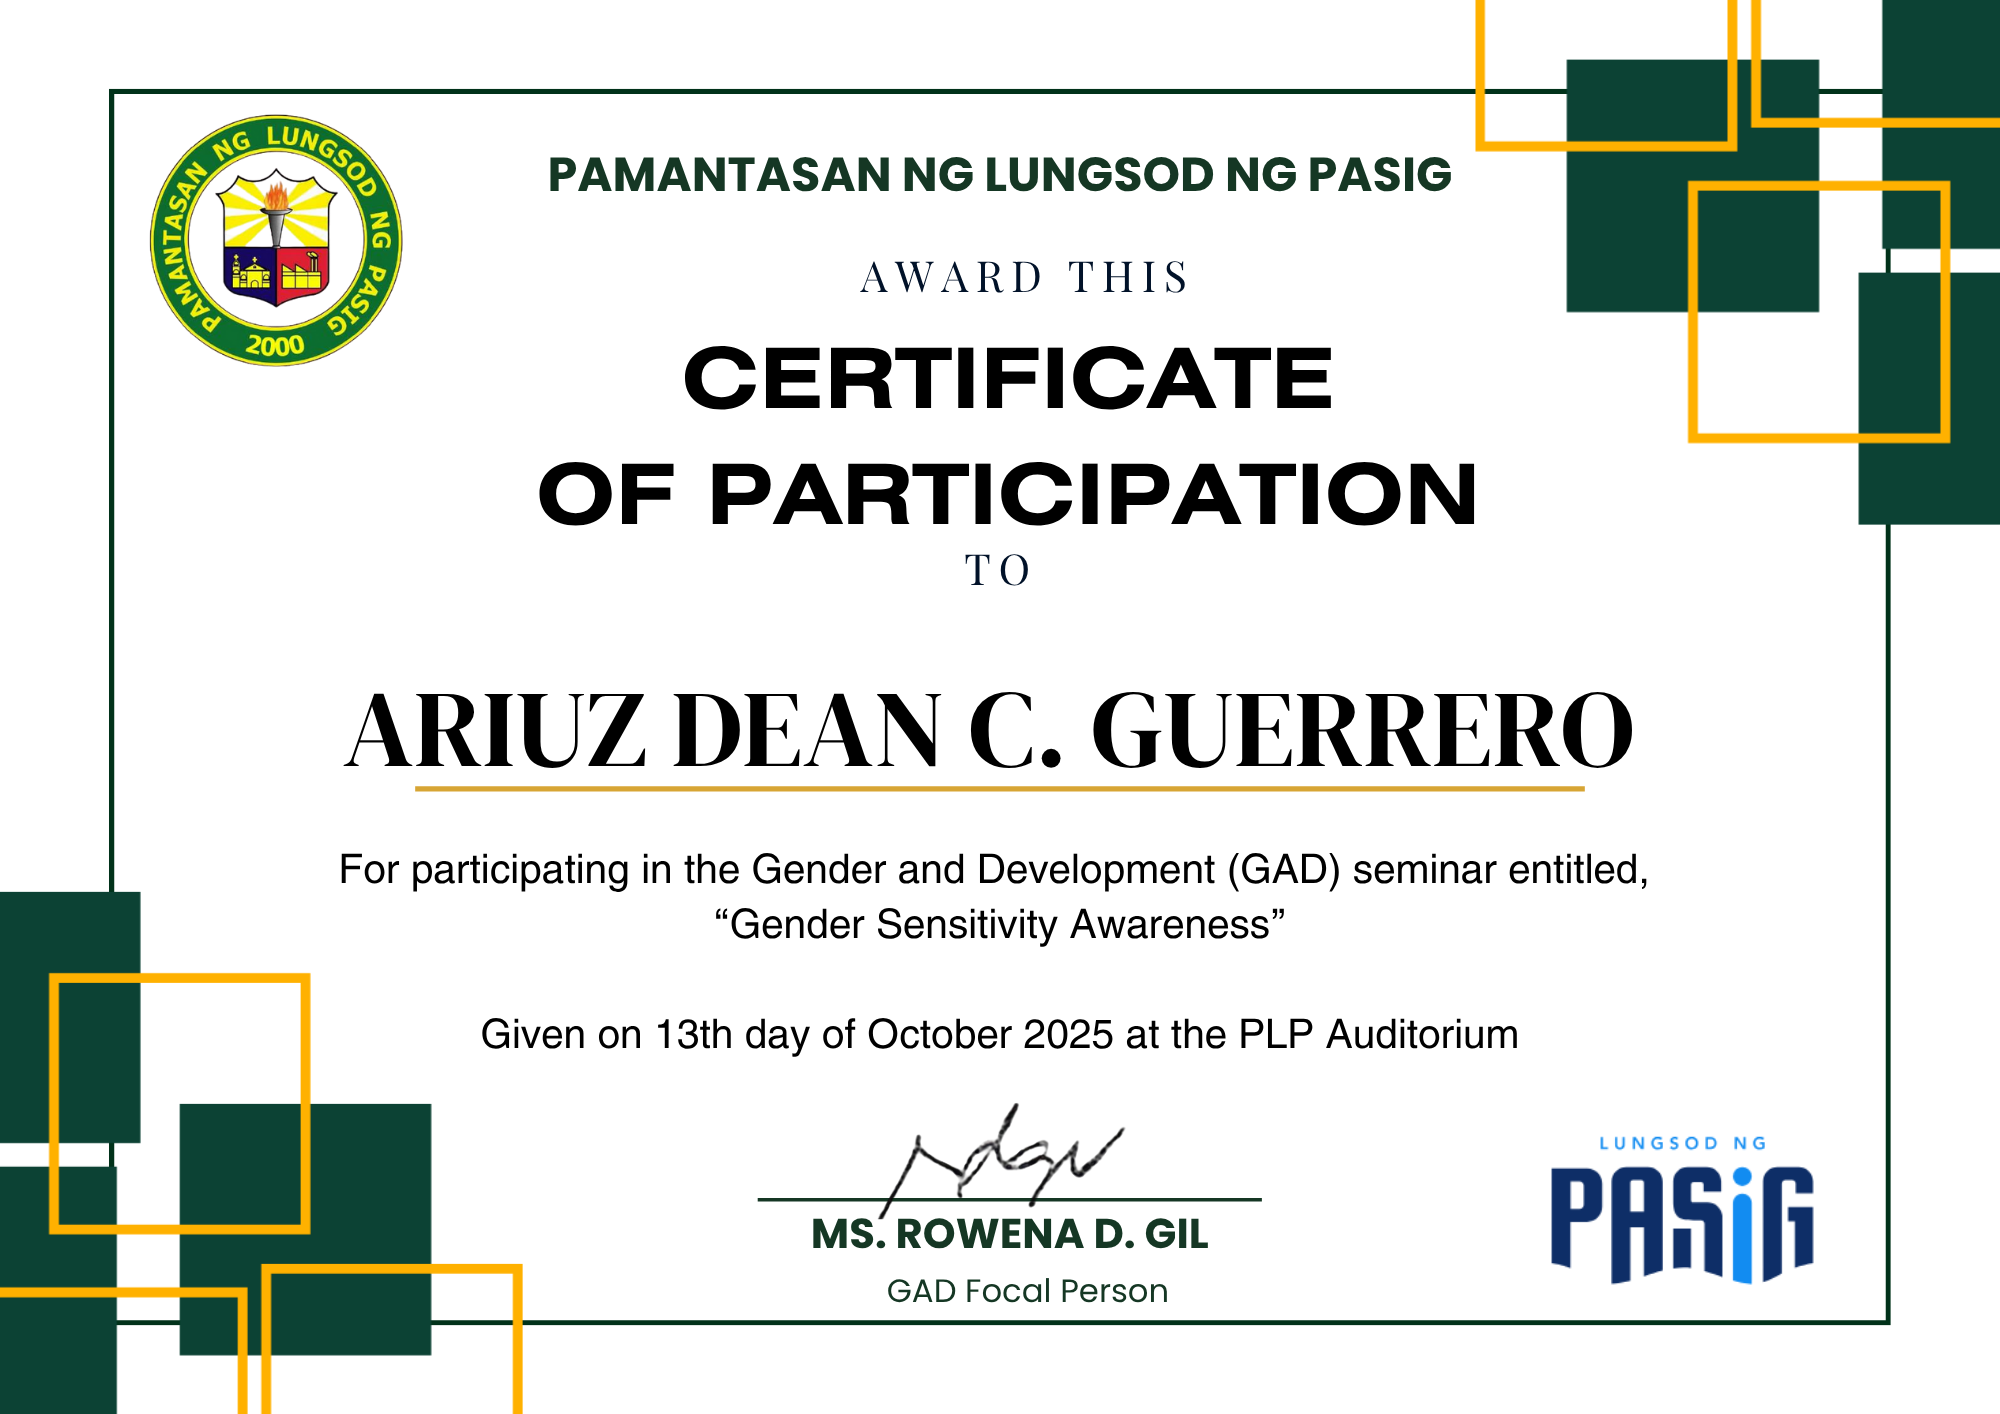 PAMANTASAN NG LUNGSOD NG PASIG
2000
PAMANTASAN NG LUNGSOD NG PASIG
AWARD THIS
CERTIFICATE
OF PARTICIPATION
TO
ARIUZ DEAN C. GUERRERO
For participating in the Gender and Development (GAD) seminar entitled,
“Gender Sensitivity Awareness”
Given on 13th day of October 2025 at the PLP Auditorium
MS. ROWENA D. GIL
GAD Focal Person
LUNGSOD NG
PASiG